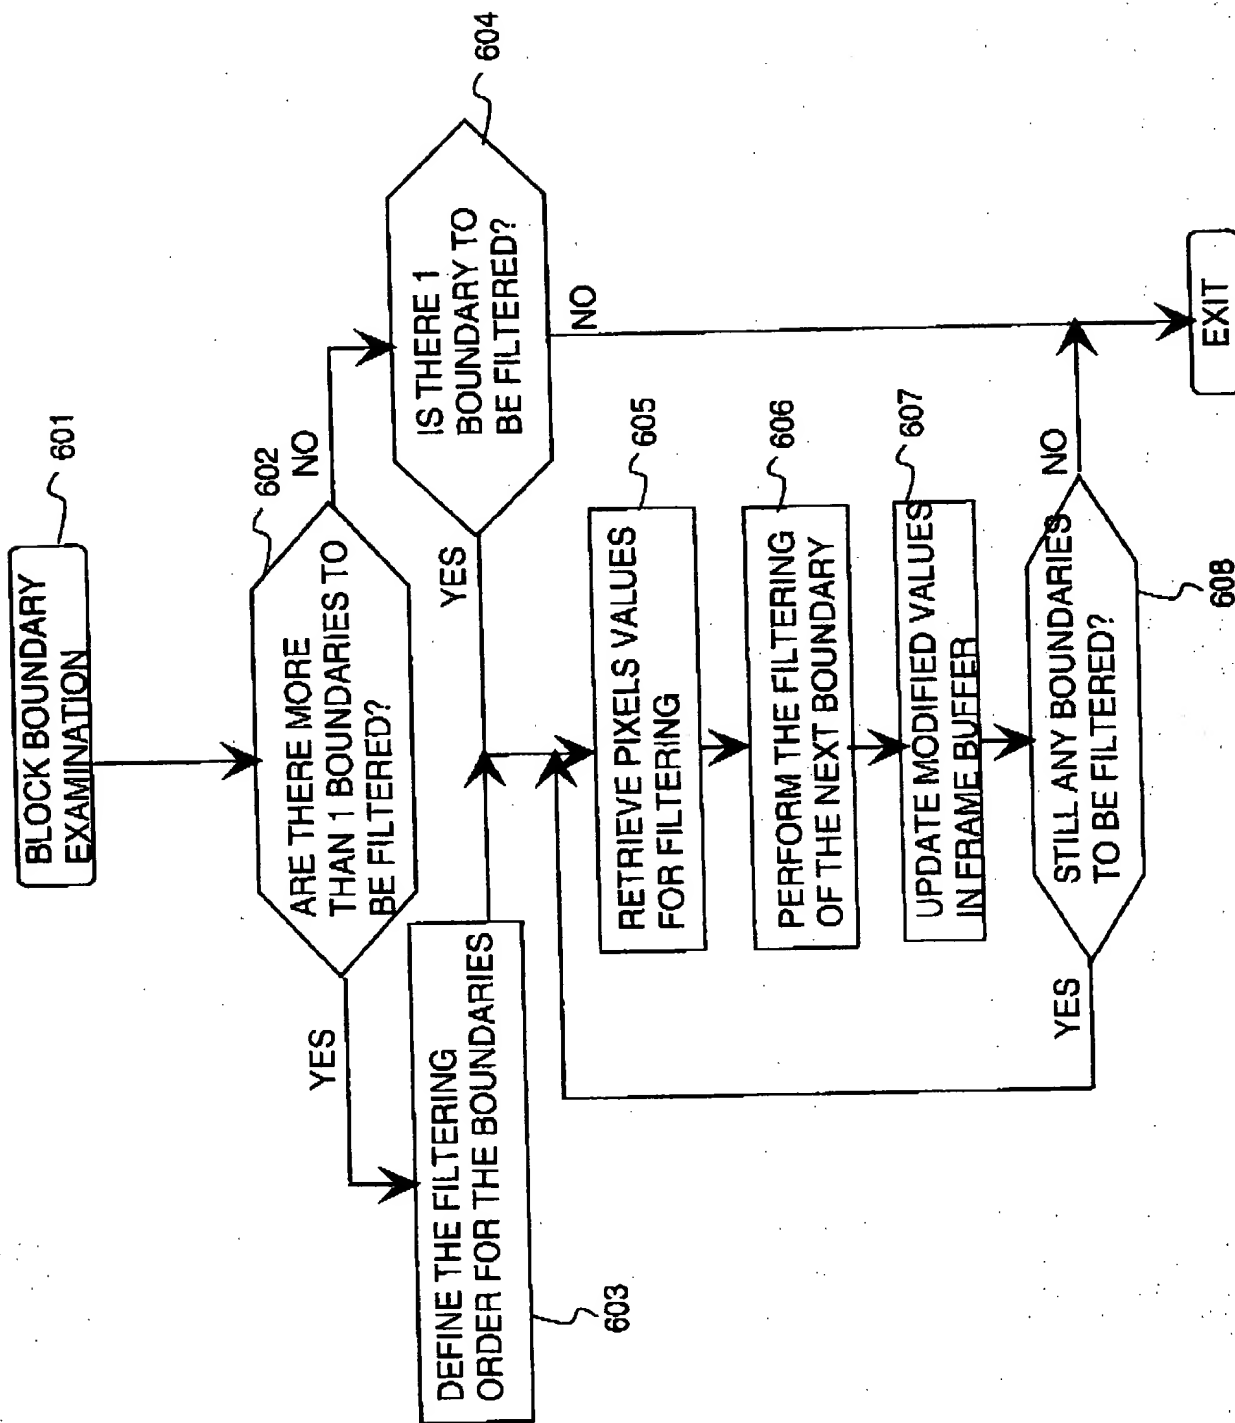 BLOCK BOUNDARY
EXAMINATION
601
602
ARE THERE MORE
THAN 1 BOUNDARIES TO
BE FILTERED?
YES
NO
DEFINE THE FILTERING
ORDER FOR THE BOUNDARIES
603
604
IS THERE 1
BOUNDARY TO
BE FILTERED?
YES
NO
605
RETRIEVE PIXELS VALUES
FOR FILTERING
606
PERFORM THE FILTERING
OF THE NEXT BOUNDARY
607
UPDATE MODIFIED VALUES
IN FRAME BUFFER
STILL ANY BOUNDARIES
TO BE FILTERED?
608
YES
NO
EXIT